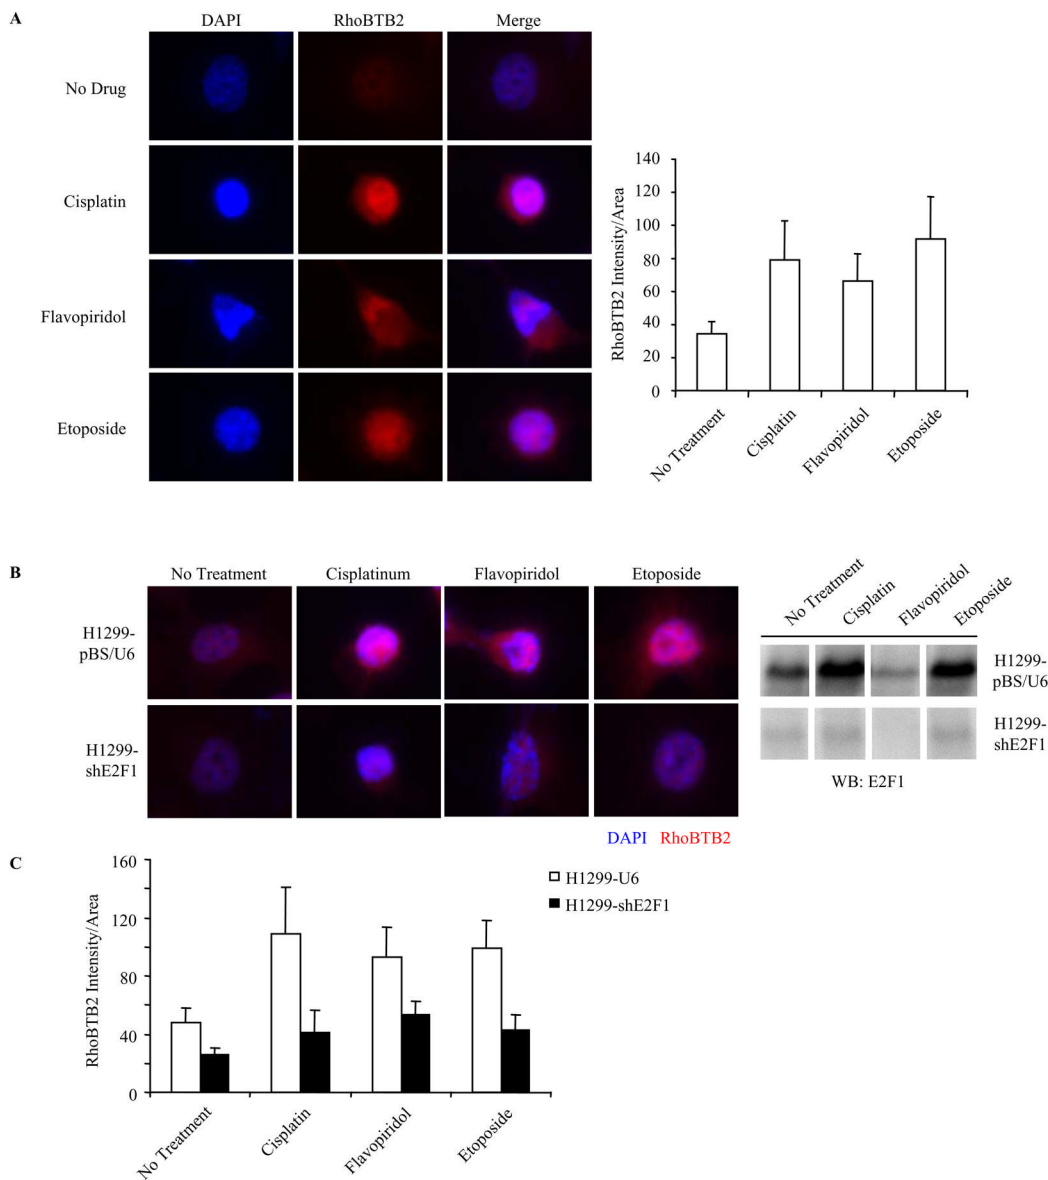 A
DAPI RhoBTB2 Merge
No Drug
Cisplatin
Flavopiridol
Etoposide
RhoBTB2 Intensity/Area
140
120
100
80
60
40
20
0
No Treatment
Cisplatin
Flavopiridol
Etoposide
B
No Treatment Cisplatinum Flavopiridol Etoposide
H1299-
pBS/U6
H1299-
shE2F1
DAPI RhoBTB2
No Treatment
Cisplatin
Flavopiridol
Etoposide
H1299-
pBS/U6
H1299-
shE2F1
WB: E2F1
C
RhoBTB2 Intensity/Area
160
120
80
40
0
H1299-U6
H1299-shE2F1
No Treatment
Cisplatin
Flavopiridol
Etoposide